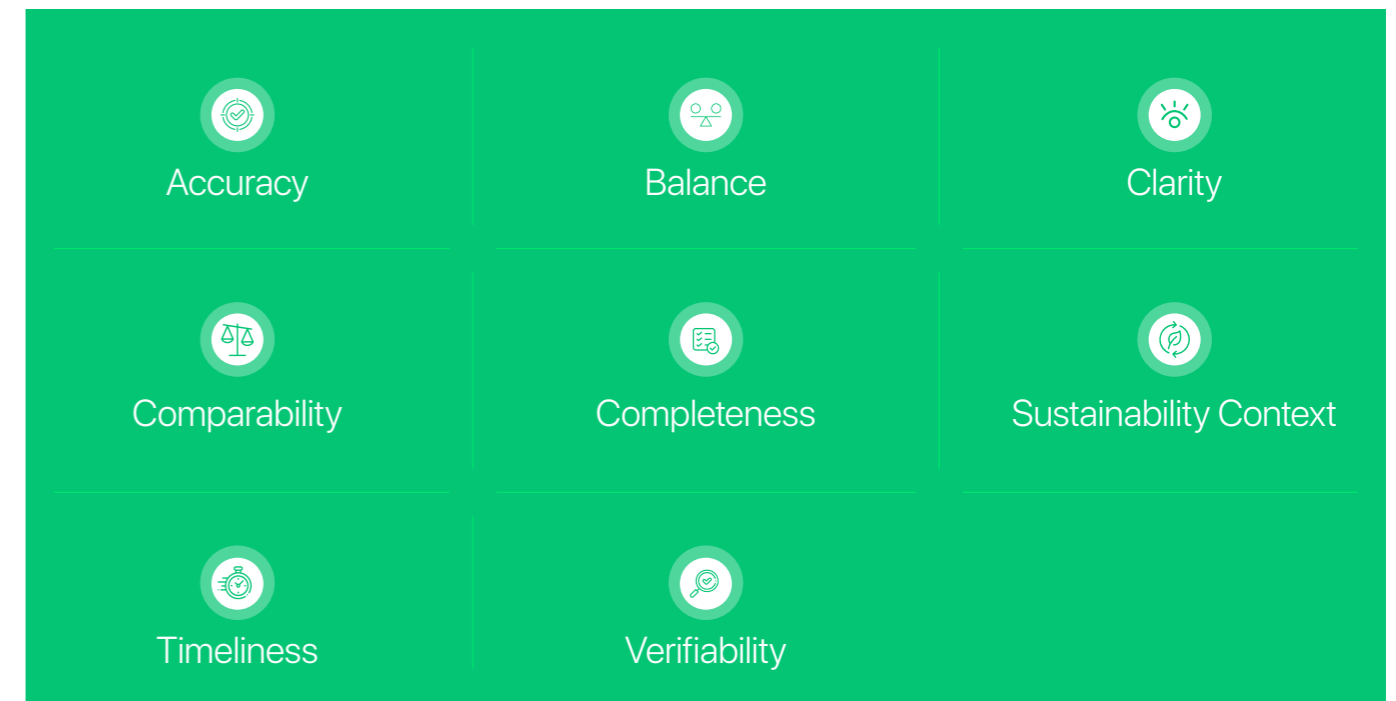 Accuracy
Balance
Clarity
Comparability
Completeness
Sustainability Context
Timeliness
Verifiability